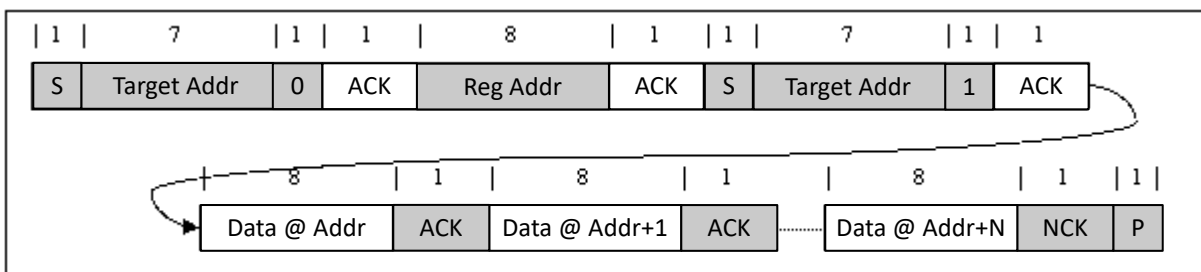 | 1 | 7 | 1 | 1 | 8 | 1 | 1 | 7 | 1 | 1
S Target Addr 0 ACK Reg Addr ACK S Target Addr 1 ACK
| 8 | 1 | 8 | 1 | 8 | 1 | 1 |
Data @ Addr ACK Data @ Addr+1 ACK Data @ Addr+N NCK P